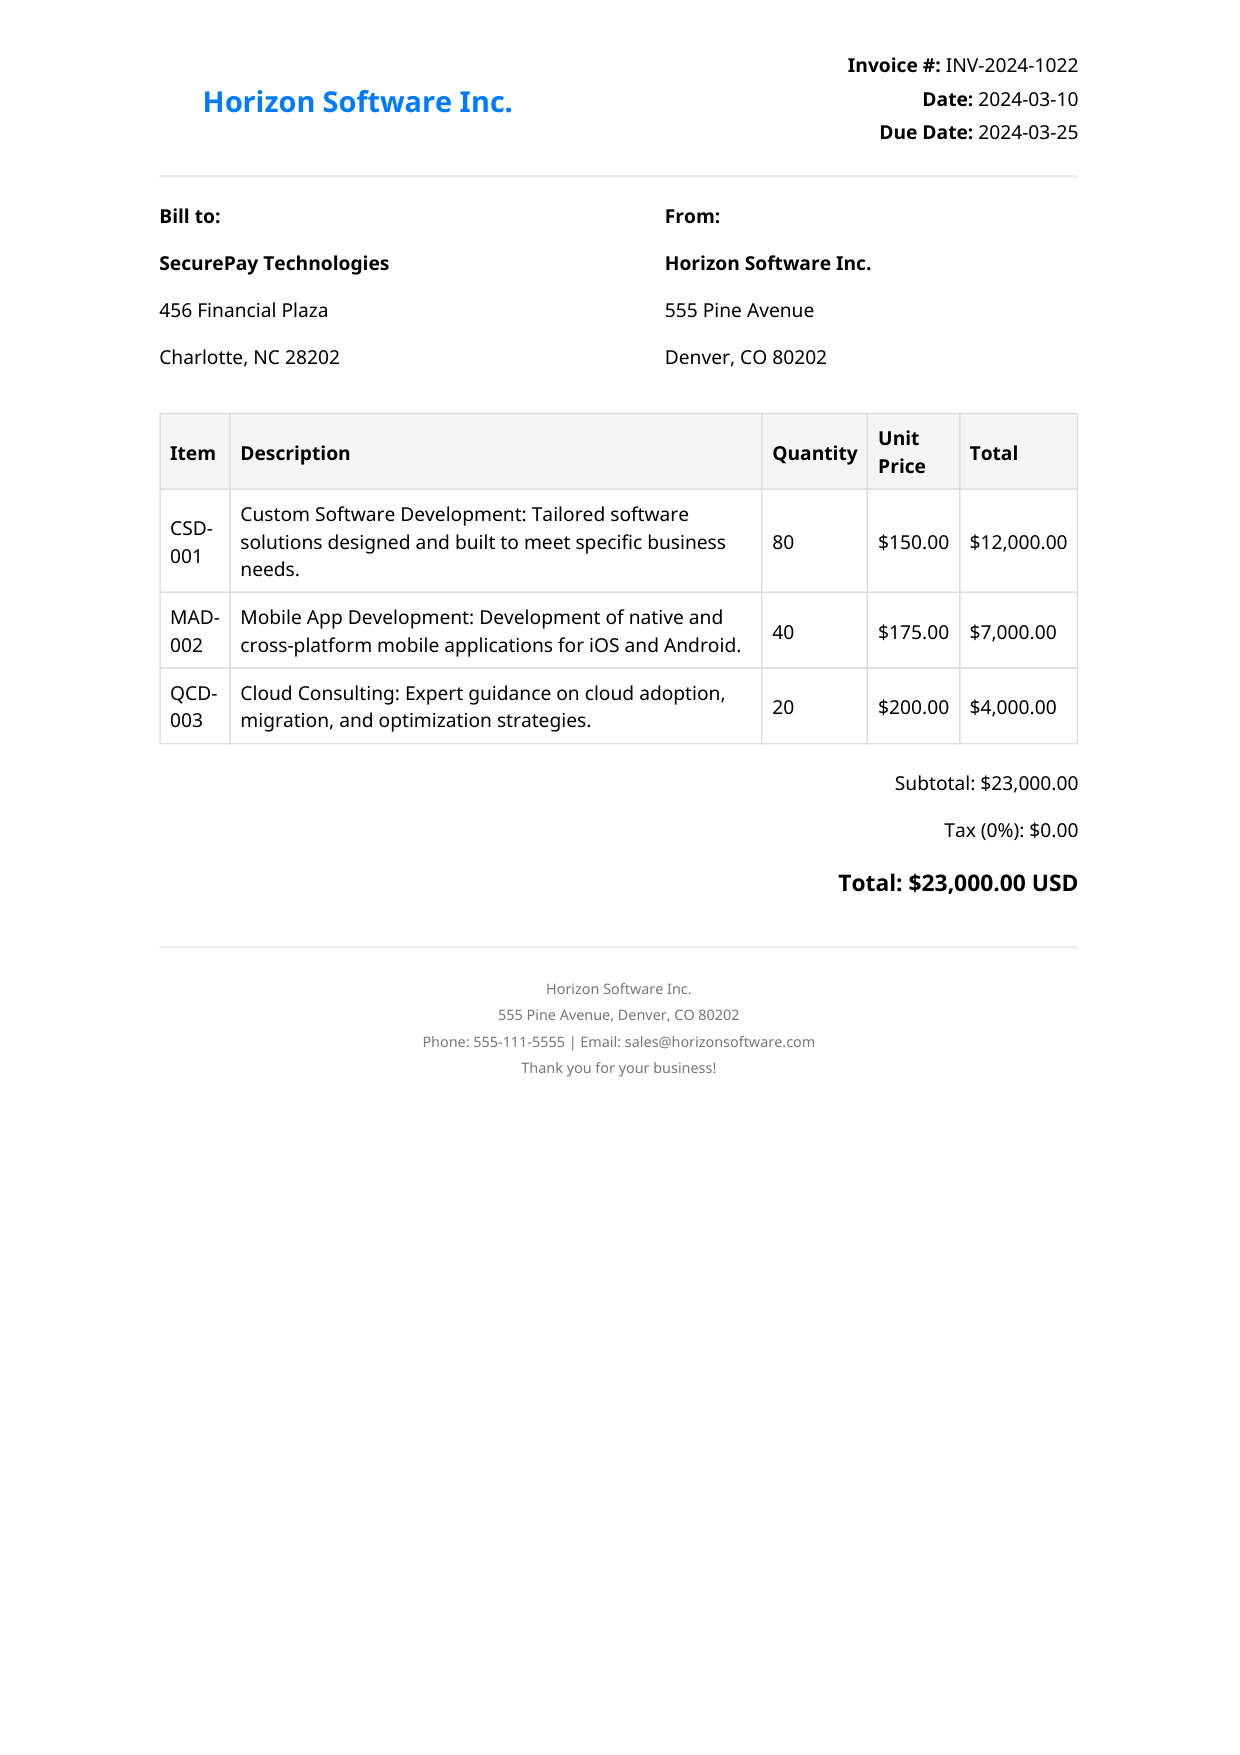 Horizon Software Inc.
Invoice #: INV-2024-1022
Date: 2024-03-10
Due Date: 2024-03-25
Bill to:
SecurePay Technologies
456 Financial Plaza
Charlotte, NC 28202
From:
Horizon Software Inc.
555 Pine Avenue
Denver, CO 80202
Item Description Quantity Unit Price Total
CSD-001 Custom Software Development: Tailored software solutions designed and built to meet specific business needs. 80 $150.00 $12,000.00
MAD-002 Mobile App Development: Development of native and cross-platform mobile applications for iOS and Android. 40 $175.00 $7,000.00
QCD-003 Cloud Consulting: Expert guidance on cloud adoption, migration, and optimization strategies. 20 $200.00 $4,000.00
Subtotal: $23,000.00
Tax (0%): $0.00
Total: $23,000.00 USD
Horizon Software Inc.
555 Pine Avenue, Denver, CO 80202
Phone: 555-111-5555 | Email: sales@horizonsoftware.com
Thank you for your business!